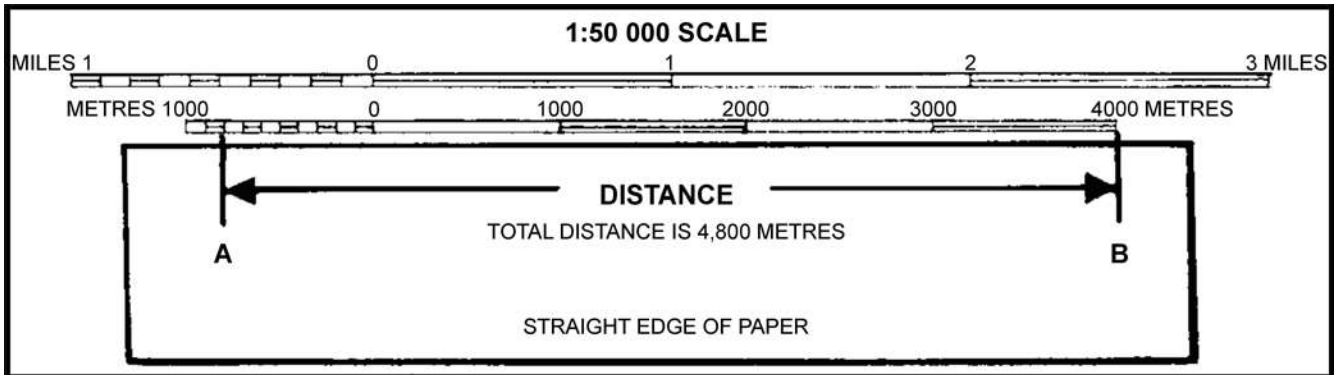 1:50 000 SCALE
MILES 1 0 1 2 3 MILES
METRES 1000 0 1000 2000 3000 4000 METRES
DISTANCE
TOTAL DISTANCE IS 4,800 METRES
A B
STRAIGHT EDGE OF PAPER